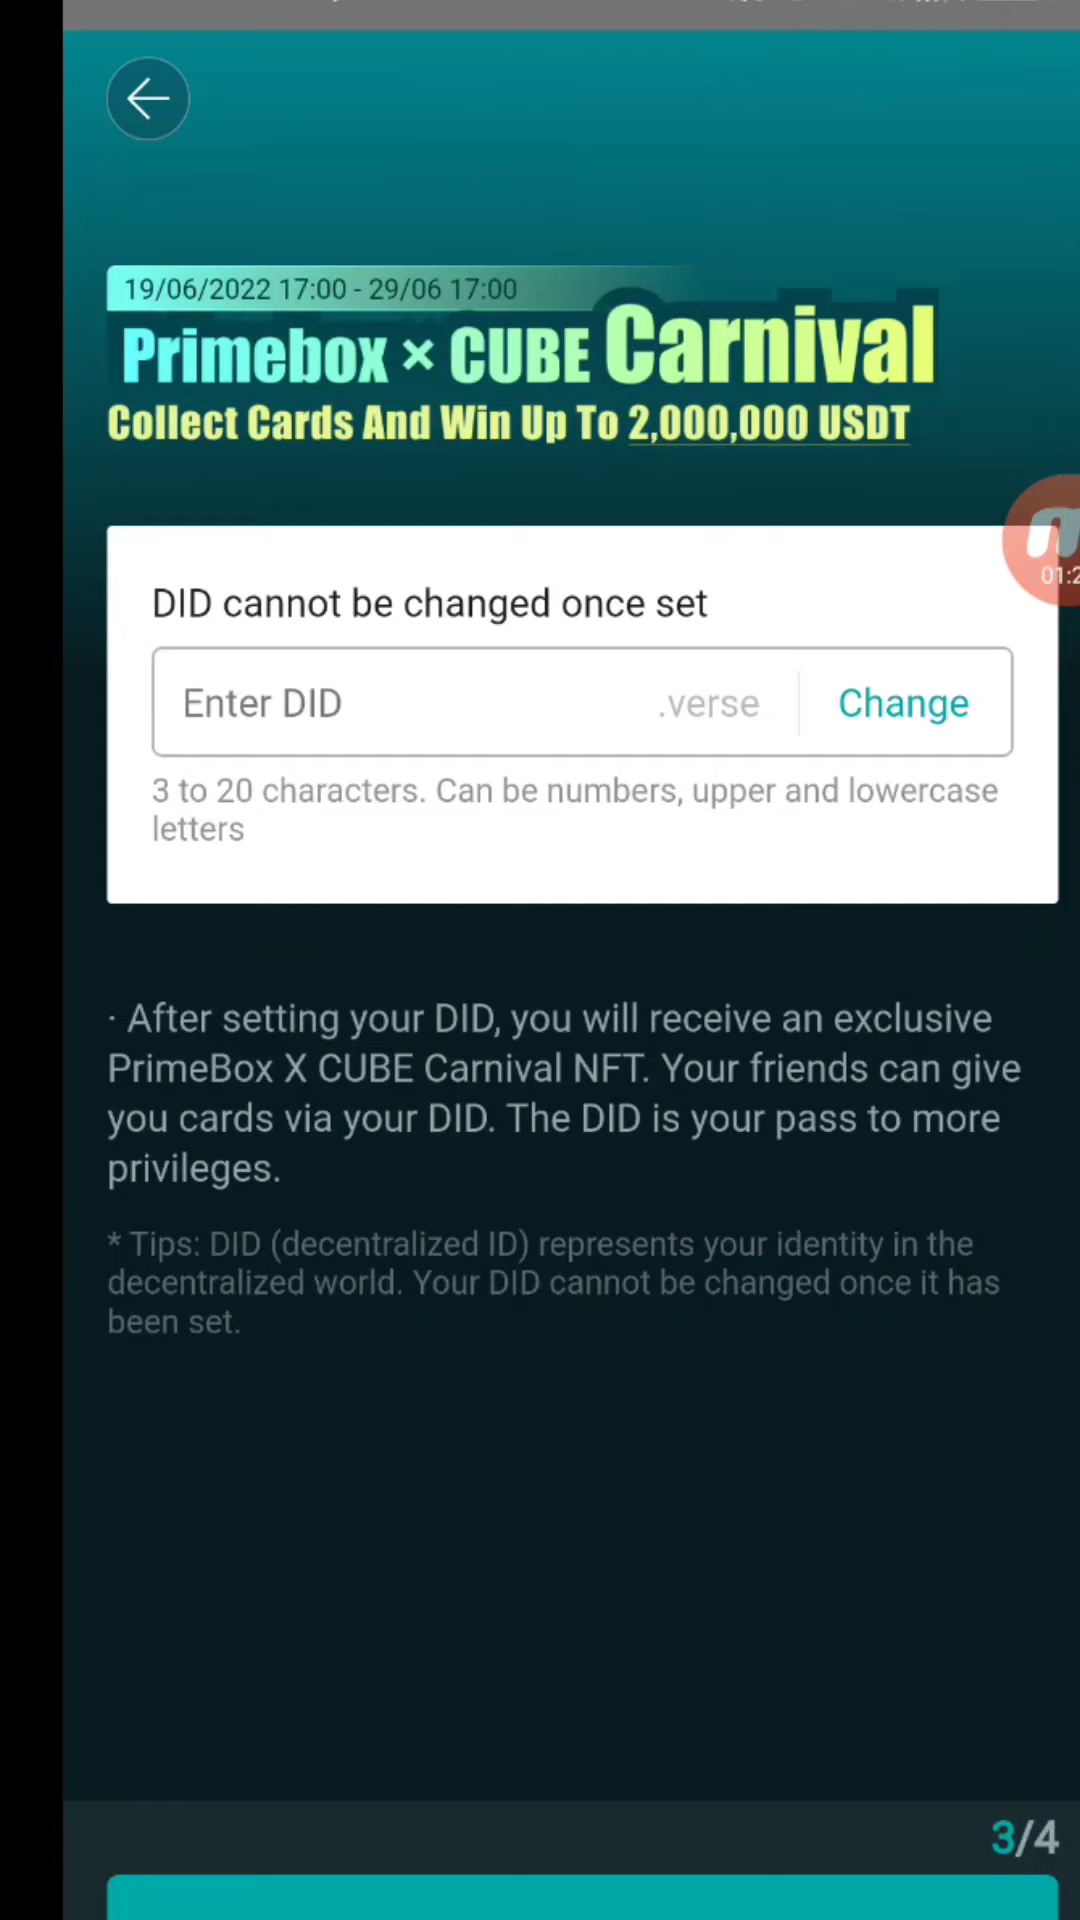 19/06/2022 17:00 - 29/06 17:00
Primebox × CUBE Carnival
Collect Cards And Win Up To 2,000,000 USDT
DID cannot be changed once set
Enter DID .verse Change
3 to 20 characters. Can be numbers, upper and lowercase
letters
· After setting your DID, you will receive an exclusive
PrimeBox X CUBE Carnival NFT. Your friends can give
you cards via your DID. The DID is your pass to more
privileges.
* Tips: DID (decentralized ID) represents your identity in the
decentralized world. Your DID cannot be changed once it has
been set.
3/4